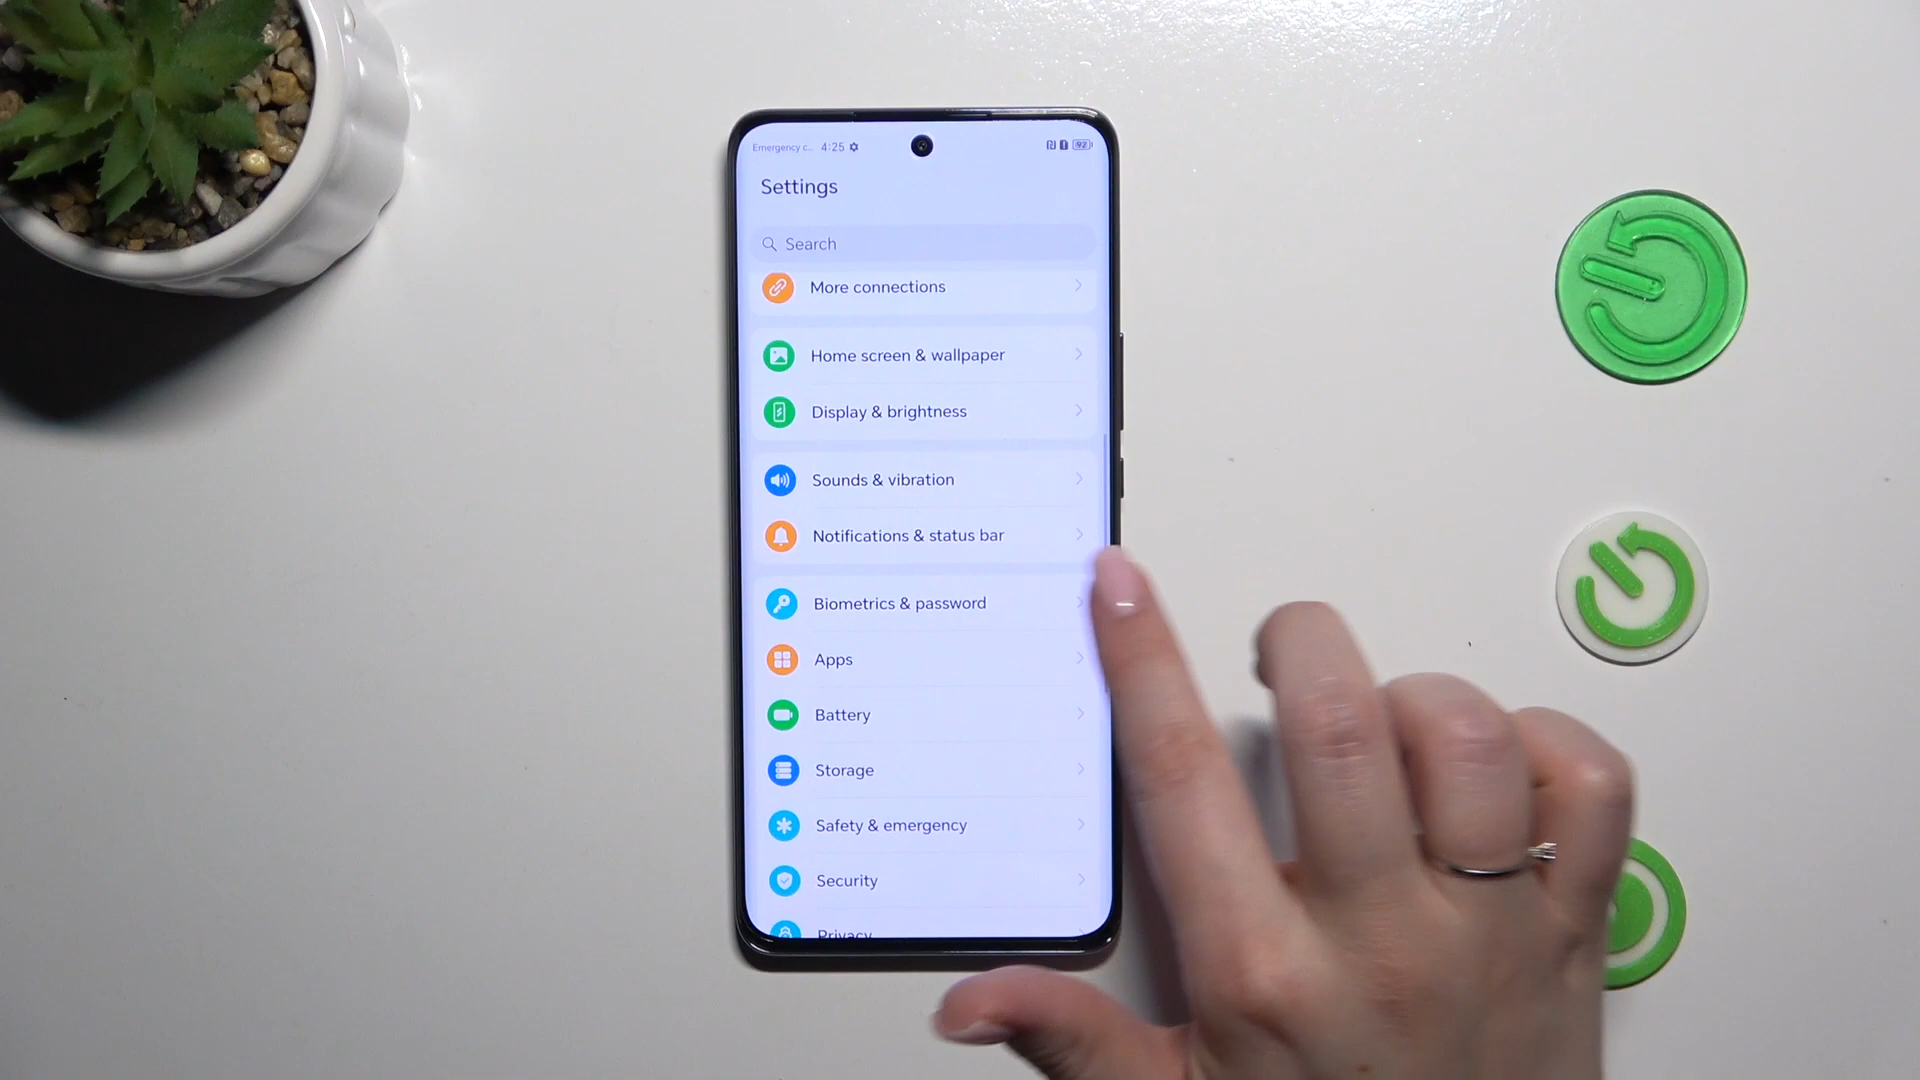 Emergency c... 4:25 92
Settings
Search
More connections
Home screen & wallpaper
Display & brightness
Sounds & vibration
Notifications & status bar
Biometrics & password
Apps
Battery
Storage
Safety & emergency
Security
Privacy